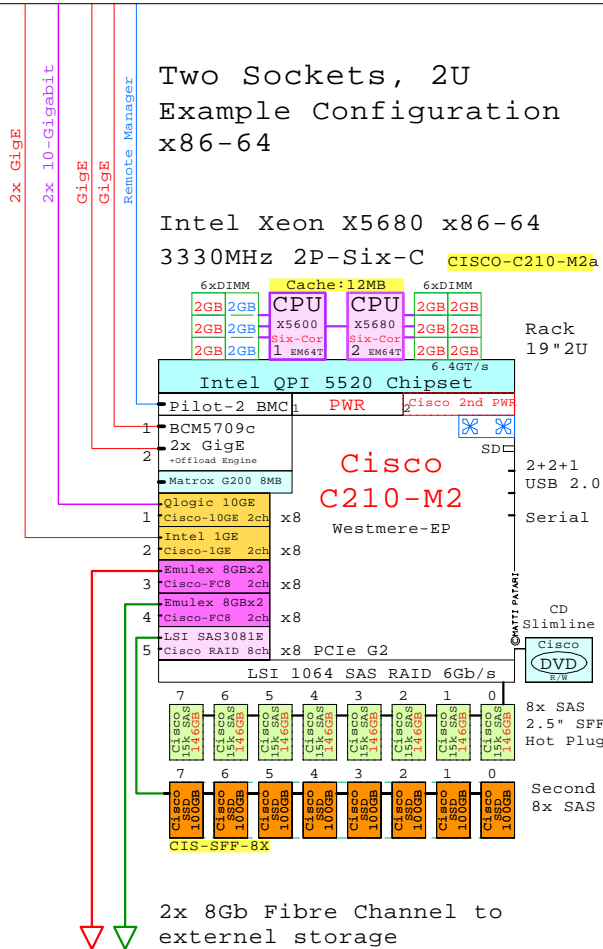 Two Sockets, 2U
Example Configuration
x86-64
2x GigE
2x 10-Gigabit
GigE
GigE
Remote Manager
Intel Xeon X5680 x86-64
3330MHz 2P-Six-C
CISCO-C210-M2a
6xDIMM
Cache:12MB
6xDIMM
2GB 2GB
CPU
CPU
2GB 2GB
2GB 2GB
X5600
X5680
2GB 2GB
2GB 2GB
Six-Cor
Six-Cor
2GB 2GB
1 EM64T
2 EM64T
Rack
19"2U
6.4GT/s
Intel QPI 5520 Chipset
Pilot-2 BMC
1 PWR
2 Cisco 2nd PWR
1 BCM5709c
2 2x GigE
+Offload Engine
SD
Matrox G200 8MB
Cisco
C210-M2
Westmere-EP
2+2+1
USB 2.0
Serial
Qlogic 10GE
1 Cisco-10GE 2ch x8
Intel 1GE
2 Cisco-1GE 2ch x8
Emulex 8GBx2
3 Cisco-FC8 2ch x8
Emulex 8GBx2
4 Cisco-FC8 2ch x8
LSI SAS3081E
5 Cisco RAID 8ch x8 PCIe G2
©MATTI PATARI
CD
Slimline
Cisco
DVD
R/W
LSI 1064 SAS RAID 6Gb/s
7 6 5 4 3 2 1 0
Cisco 15k SAS 146GB
Cisco 15k SAS 146GB
Cisco 15k SAS 146GB
Cisco 15k SAS 146GB
Cisco 15k SAS 146GB
Cisco 15k SAS 146GB
Cisco 15k SAS 146GB
Cisco 15k SAS 146GB
8x SAS
2.5" SFF
Hot Plug
7 6 5 4 3 2 1 0
Cisco SSD 100GB
Cisco SSD 100GB
Cisco SSD 100GB
Cisco SSD 100GB
Cisco SSD 100GB
Cisco SSD 100GB
Cisco SSD 100GB
Cisco SSD 100GB
Second
8x SAS
CIS-SFF-8X
2x 8Gb Fibre Channel to
externel storage